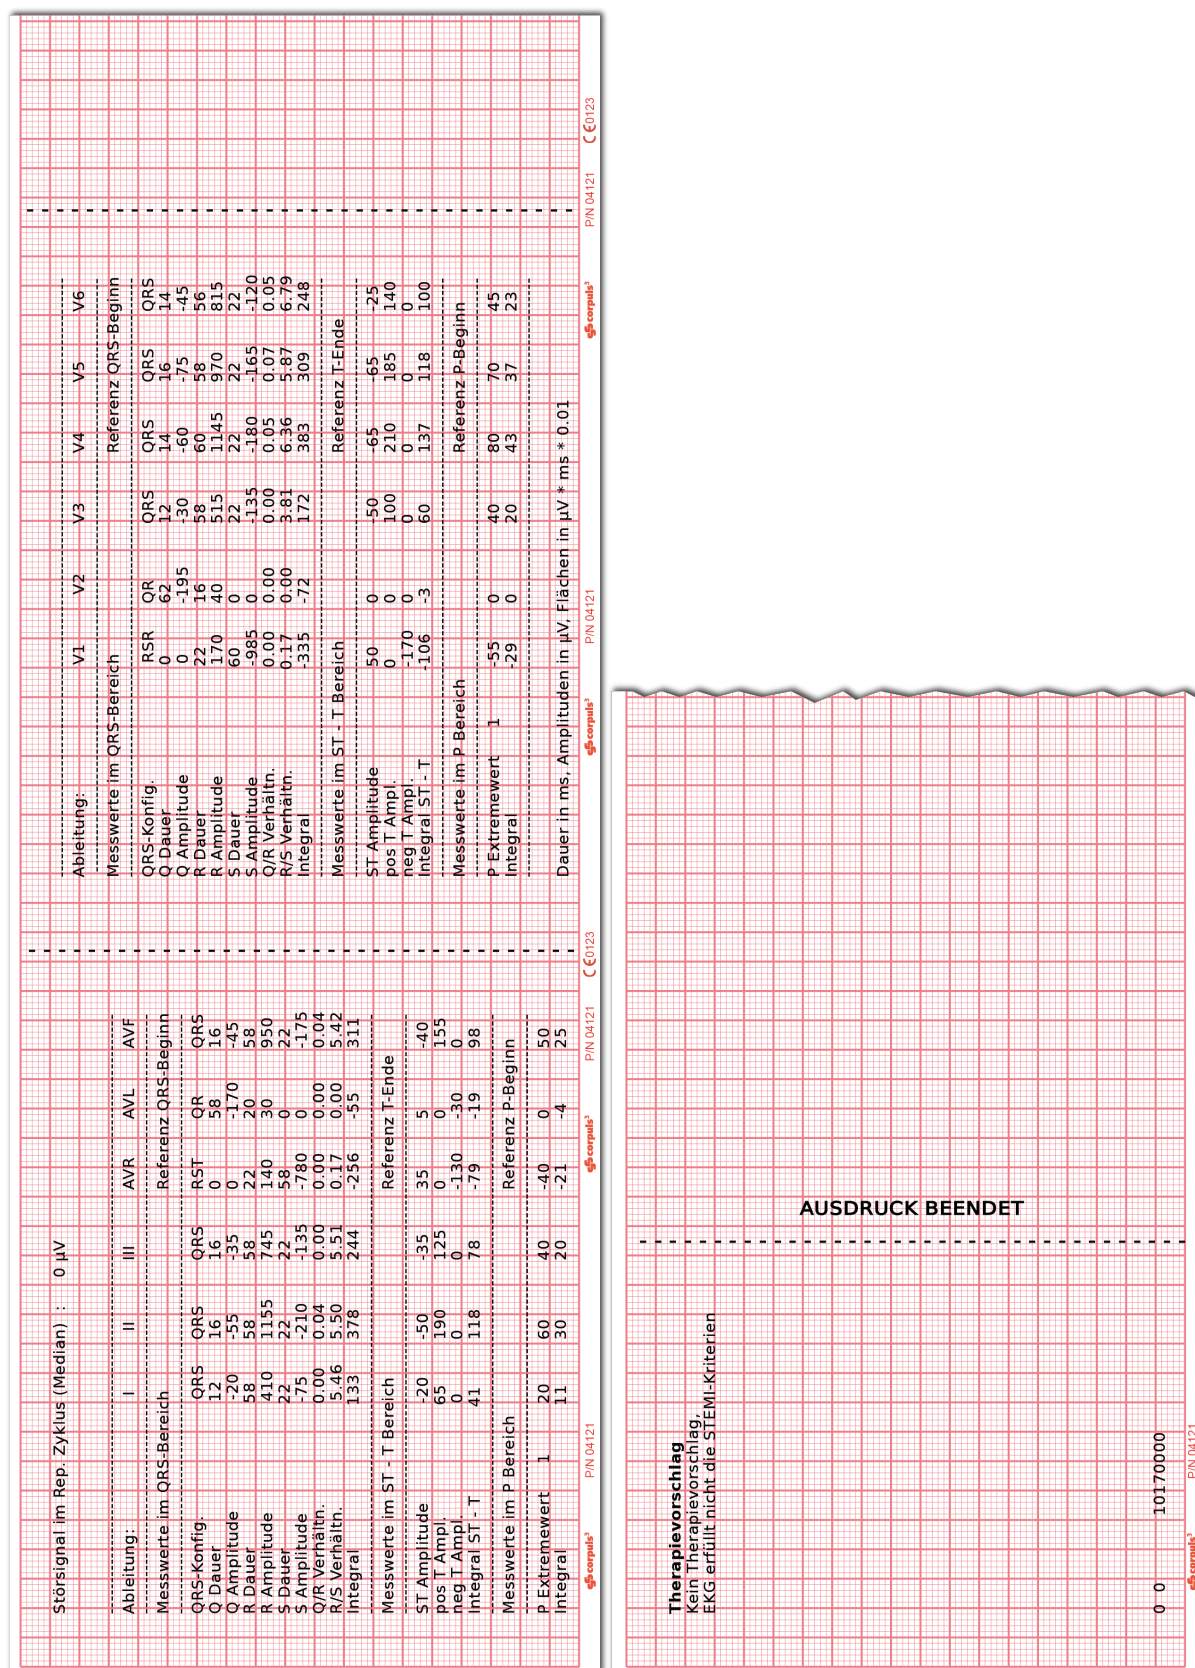 Störsignal im Rep. Zyklus (Median) : 0 µV
Ableitung: I II III AVR AVL AVF
Messwerte im QRS-Bereich Referenz QRS-Beginn
QRS-Konfig. QRS QRS QRS RST QR QRS
Q Dauer 12 16 16 0 58 16
Q Amplitude -20 -55 -35 0 -170 -45
R Dauer 58 58 58 22 20 58
R Amplitude 410 1155 745 140 30 950
S Dauer 22 22 22 58 0 22
S Amplitude -75 -210 -135 -780 0 -175
Q/R Verhältn. 0.00 0.04 0.00 0.00 0.00 0.04
R/S Verhältn. 5.46 5.50 5.51 0.17 0.00 5.42
Integral 133 378 244 -256 -55 311
Messwerte im ST - T Bereich Referenz T-Ende
ST Amplitude -20 -50 -35 35 5 -40
pos T Ampl. 65 190 125 0 0 155
neg T Ampl. 0 0 0 -130 -30 0
Integral ST - T 41 118 78 -79 -19 98
Messwerte im P Bereich Referenz P-Beginn
P Extremewert 1 20 60 40 -40 0 50
Integral 11 30 20 -21 -4 25
corpuls³ P/N 04121 corpuls³ P/N 04121 CE0123
Ableitung: V1 V2 V3 V4 V5 V6
Messwerte im QRS-Bereich Referenz QRS-Beginn
QRS-Konfig. RSR QR QRS QRS QRS QRS
Q Dauer 0 62 12 14 16 14
Q Amplitude 0 -195 -30 -60 -75 -45
R Dauer 22 16 58 60 58 56
R Amplitude 170 40 515 1145 970 815
S Dauer 60 0 22 22 22 22
S Amplitude -985 0 -135 -180 -165 -120
Q/R Verhältn. 0.00 0.00 0.00 0.05 0.07 0.05
R/S Verhältn. 0.17 0.00 3.81 6.36 5.87 6.79
Integral -335 -72 172 383 309 248
Messwerte im ST - T Bereich Referenz T-Ende
ST Amplitude 50 0 -50 -65 -65 -25
pos T Ampl. 0 0 100 210 185 140
neg T Ampl. -170 0 0 0 0 0
Integral ST - T -106 -3 60 137 118 100
Messwerte im P Bereich Referenz P-Beginn
P Extremewert 1 -55 0 40 80 70 45
Integral -29 0 20 43 37 23
Dauer in ms, Amplituden in µV, Flächen in µV * ms * 0.01
corpuls³ P/N 04121 corpuls³ P/N 04121 CE0123
Therapievorschlag
Kein Therapievorschlag,
EKG erfüllt nicht die STEMI-Kriterien
0 0 10170000
corpuls³ P/N 04121
AUSDRUCK BEENDET